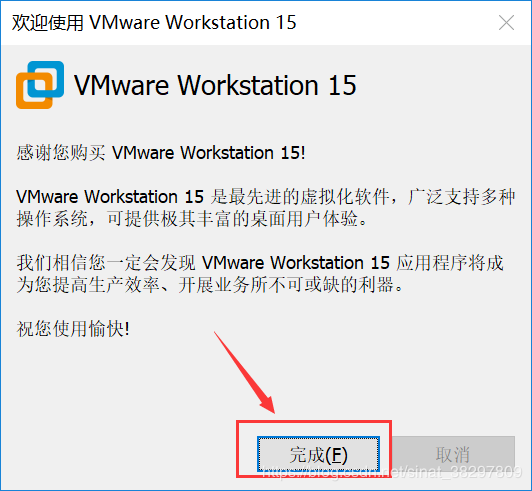 欢迎使用 VMware Workstation 15
VMware Workstation 15
感谢您购买 VMware Workstation 15!
VMware Workstation 15 是最先进的虚拟化软件，广泛支持多种
操作系统，可提供极其丰富的桌面用户体验。
我们相信您一定会发现 VMware Workstation 15 应用程序将成
为您提高生产效率、开展业务所不可或缺的利器。
祝您使用愉快!
完成(F)
取消
https://blog.csdn.net/sinat_38297809